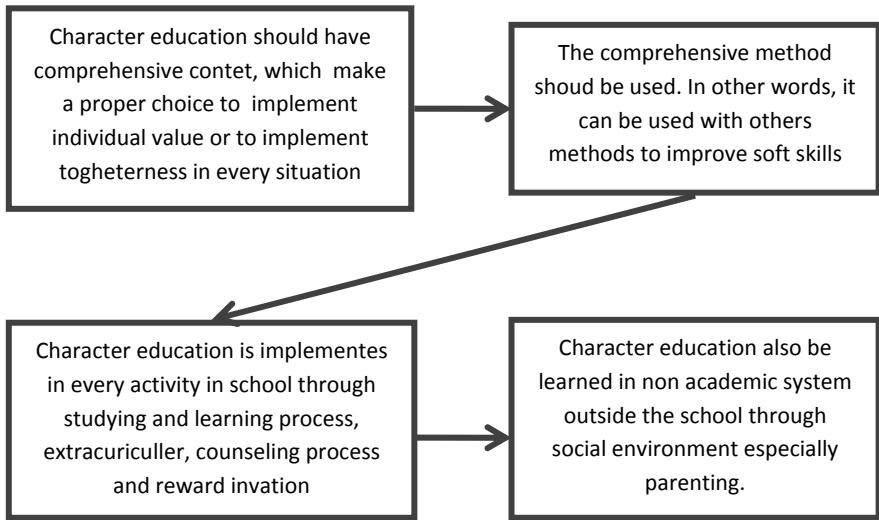 Character education should have
comprehensive contet, which make
a proper choice to implement
individual value or to implement
togheterness in every situation
The comprehensive method
shoud be used. In other words, it
can be used with others
methods to improve soft skills
Character education is implementes
in every activity in school through
studying and learning process,
extracuriculler, counseling process
and reward invation
Character education also be
learned in non academic system
outside the school through
social environment especially
parenting.